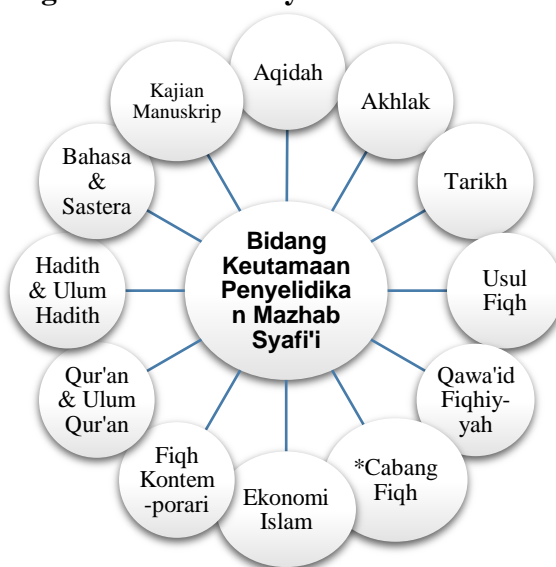 Aqidah
Akhlak
Tarikh
Usul
Fiqh
Qawa'id
Fiqhiy-
yah
*Cabang
Fiqh
Ekonomi
Islam
Fiqh
Kontem
-porari
Qur'an
& Ulum
Qur'an
Hadith
& Ulum
Hadith
Bahasa
&
Sastera
Kajian
Manuskrip
Bidang
Keutamaan
Penyelidika
n Mazhab
Syafi'i